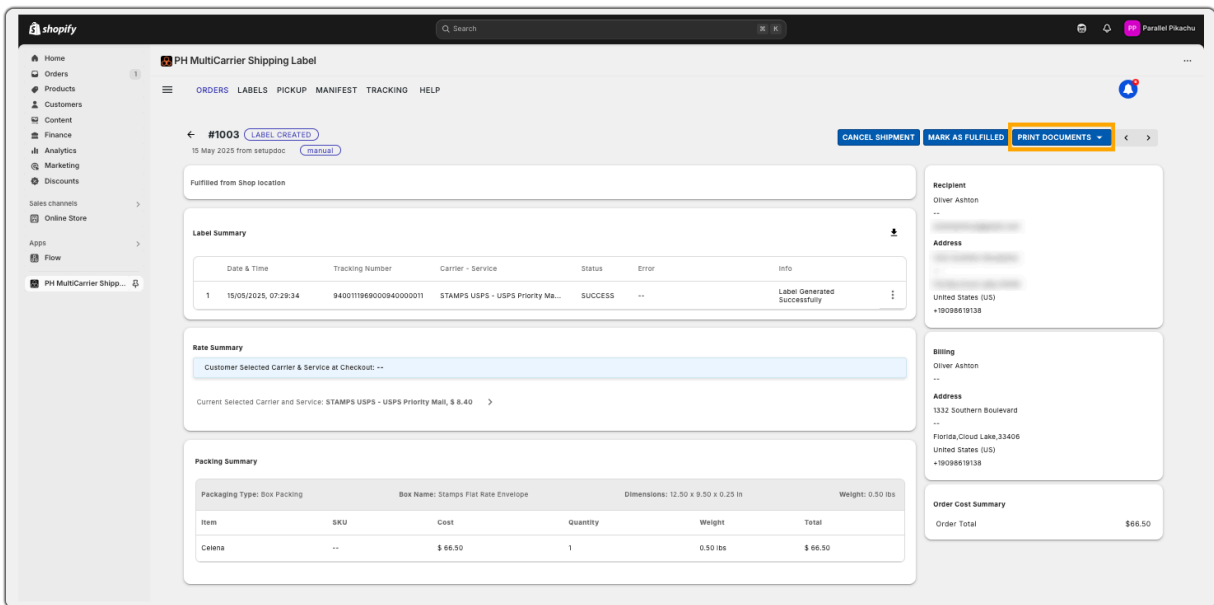 shopify
Search
⌘ K
PP Parallel Pikachu
Home
Orders 1
Products
Customers
Content
Finance
Analytics
Marketing
Discounts
Sales channels
Online Store
Apps
Flow
PH MultiCarrier Shipp...
PH MultiCarrier Shipping Label
ORDERS LABELS PICKUP MANIFEST TRACKING HELP
#1003 LABEL CREATED
15 May 2025 from setupdoc manual
CANCEL SHIPMENT MARK AS FULFILLED PRINT DOCUMENTS
Fulfilled from Shop location
Label Summary
Date & Time Tracking Number Carrier - Service Status Error Info
1 15/05/2025, 07:29:34 9400111969000940000011 STAMPS USPS - USPS Priority Ma... SUCCESS -- Label Generated
Successfully
Rate Summary
Customer Selected Carrier & Service at Checkout: --
Current Selected Carrier and Service: STAMPS USPS - USPS Priority Mail, $ 8.40
Packing Summary
Packaging Type: Box Packing Box Name: Stamps Flat Rate Envelope Dimensions: 12.50 x 9.50 x 0.25 in Weight: 0.50 lbs
Item SKU Cost Quantity Weight Total
Celena -- $ 66.50 1 0.50 lbs $ 66.50
Recipient
Oliver Ashton
--
Address
--
United States (US)
+19098619138
Billing
Oliver Ashton
--
Address
1332 Southern Boulevard
--
Florida,Cloud Lake,33406
United States (US)
+19098619138
Order Cost Summary
Order Total $66.50